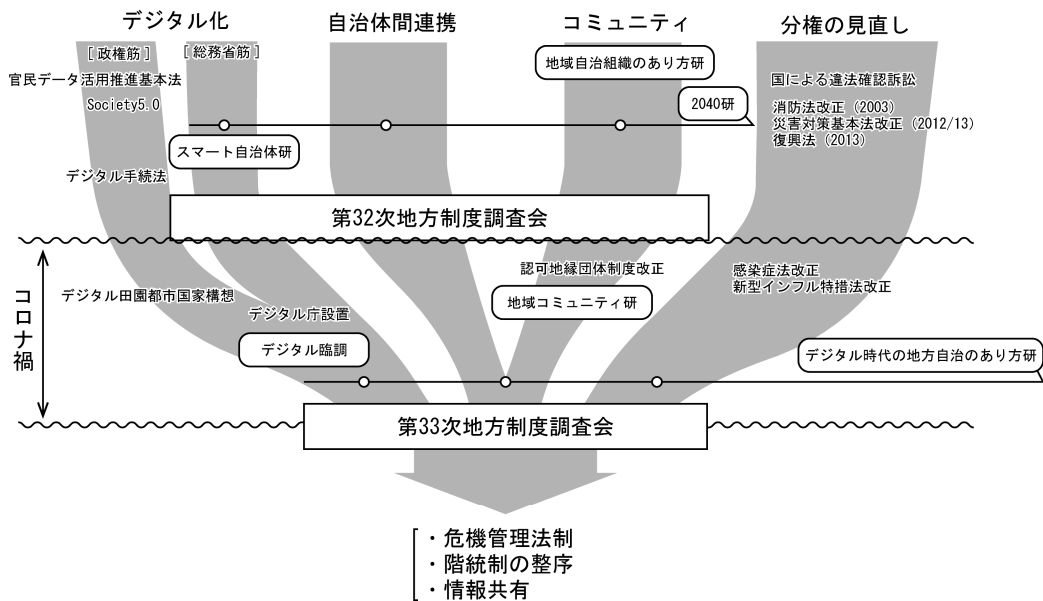 デジタル化
自治体間連携
コミュニティ
分権の見直し
[ 政権筋 ]
[ 総務省筋 ]
官民データ活用推進基本法
Society5.0
地域自治組織のあり方研
2040研
国による違法確認訴訟
消防法改正 (2003)
災害対策基本法改正 (2012/13)
復興法 (2013)
スマート自治体研
デジタル手続法
第32次地方制度調査会
コロナ禍
デジタル田園都市国家構想
デジタル庁設置
デジタル臨調
認可地縁団体制度改正
地域コミュニティ研
感染症法改正
新型インフル特措法改正
デジタル時代の地方自治のあり方研
第33次地方制度調査会
・危機管理法制
・階統制の整序
・情報共有